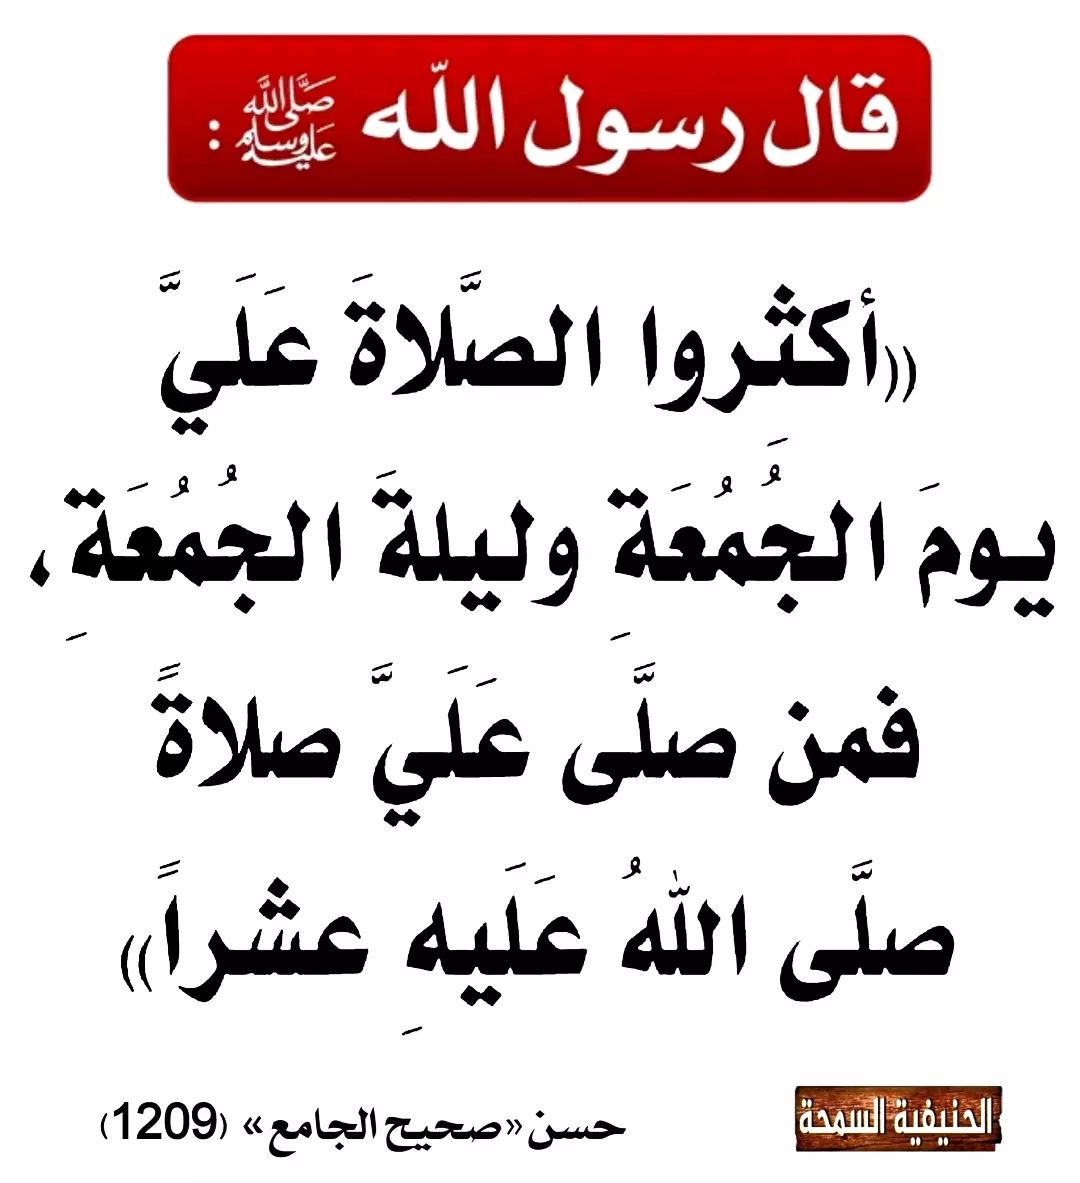 قال رسول الله ﷺ :
((أكثروا الصَّلاةَ عَلَيَّ
يومَ الجُمُعَةِ وليلةَ الجُمُعَةِ،
فمن صلَّى عَلَيَّ صلاةً
صلَّى اللهُ عَلَيهِ عشراً))
حسن «صحيح الجامع» (1209)
الحنيفية السمحة